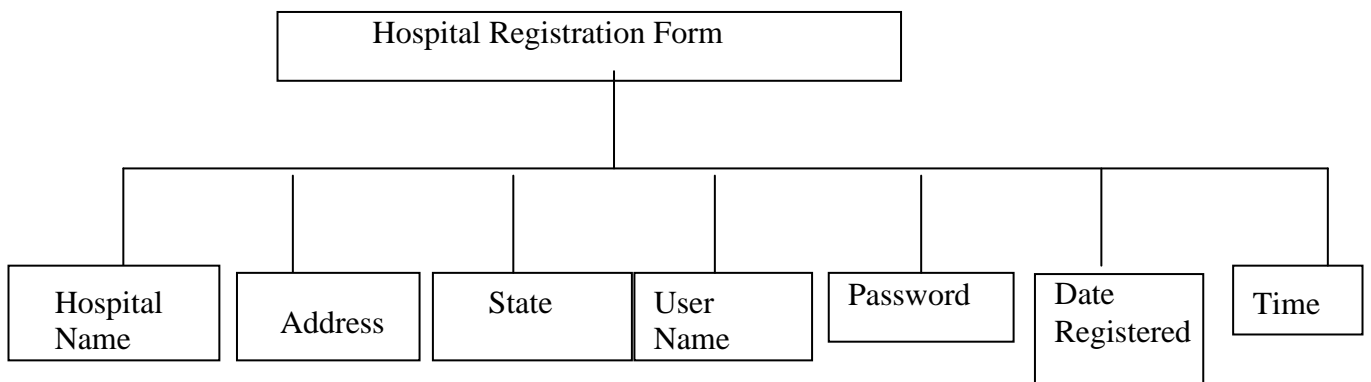 Hospital Registration Form
Hospital
Name
Address
State
User
Name
Password
Date
Registered
Time